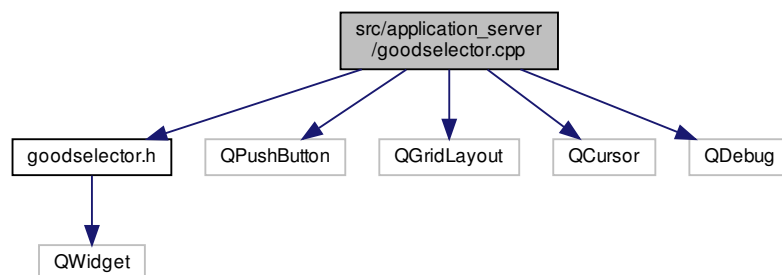 src/application_server
/goodselector.cpp
goodselector.h
QPushButton
QGridLayout
QCursor
QDebug
QWidget